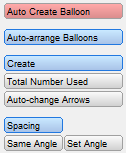 Auto Create Balloon
Auto-arrange Balloons
Create
Total Number Used
Auto-change Arrows
Spacing
Same Angle Set Angle